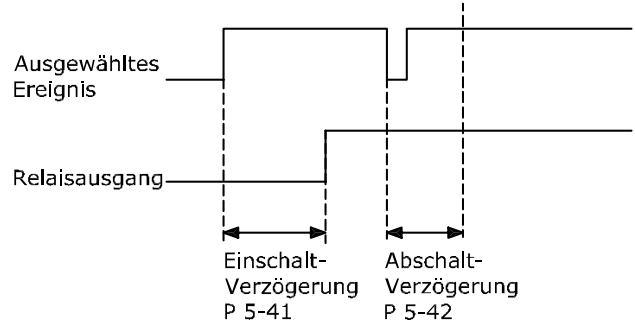 Ausgewähltes
Ereignis
Relaisausgang
Einschalt-
Verzögerung
P 5-41
Abschalt-
Verzögerung
P 5-42